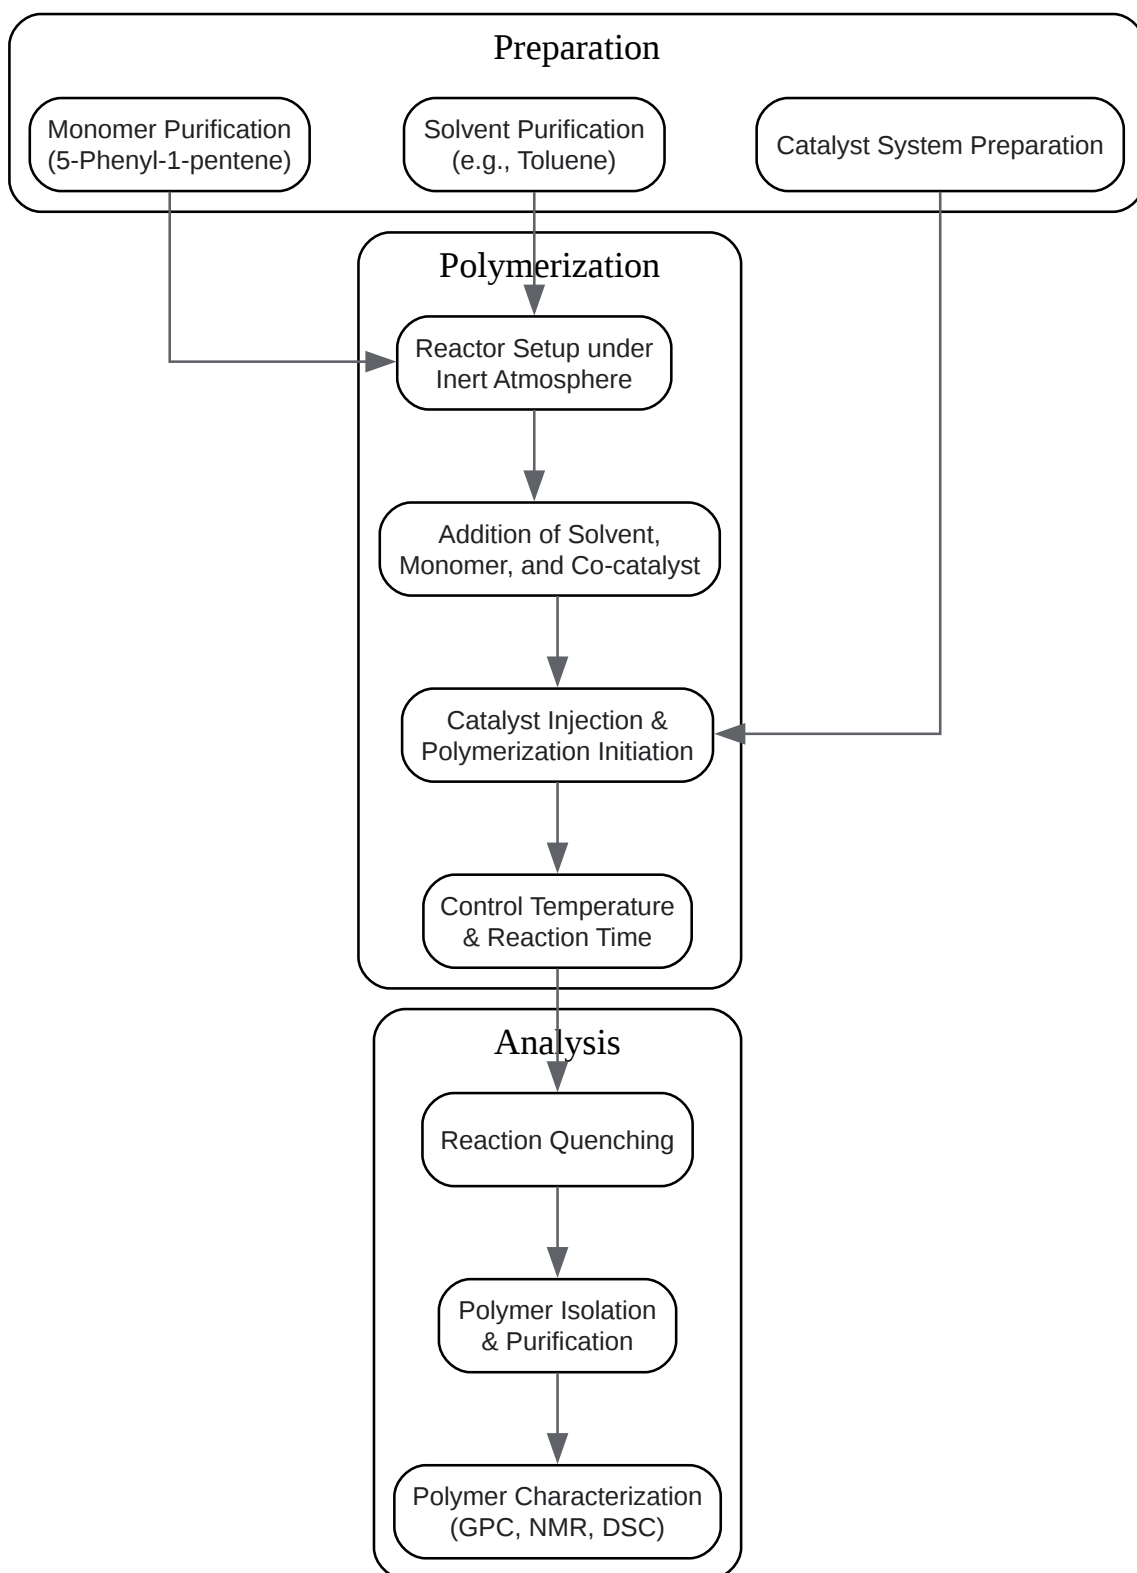 Preparation
Monomer Purification
(5-Phenyl-1-pentene)
Solvent Purification
(e.g., Toluene)
Catalyst System Preparation
Polymerization
Reactor Setup under
Inert Atmosphere
Addition of Solvent,
Monomer, and Co-catalyst
Catalyst Injection &
Polymerization Initiation
Control Temperature
& Reaction Time
Analysis
Reaction Quenching
Polymer Isolation
& Purification
Polymer Characterization
(GPC, NMR, DSC)